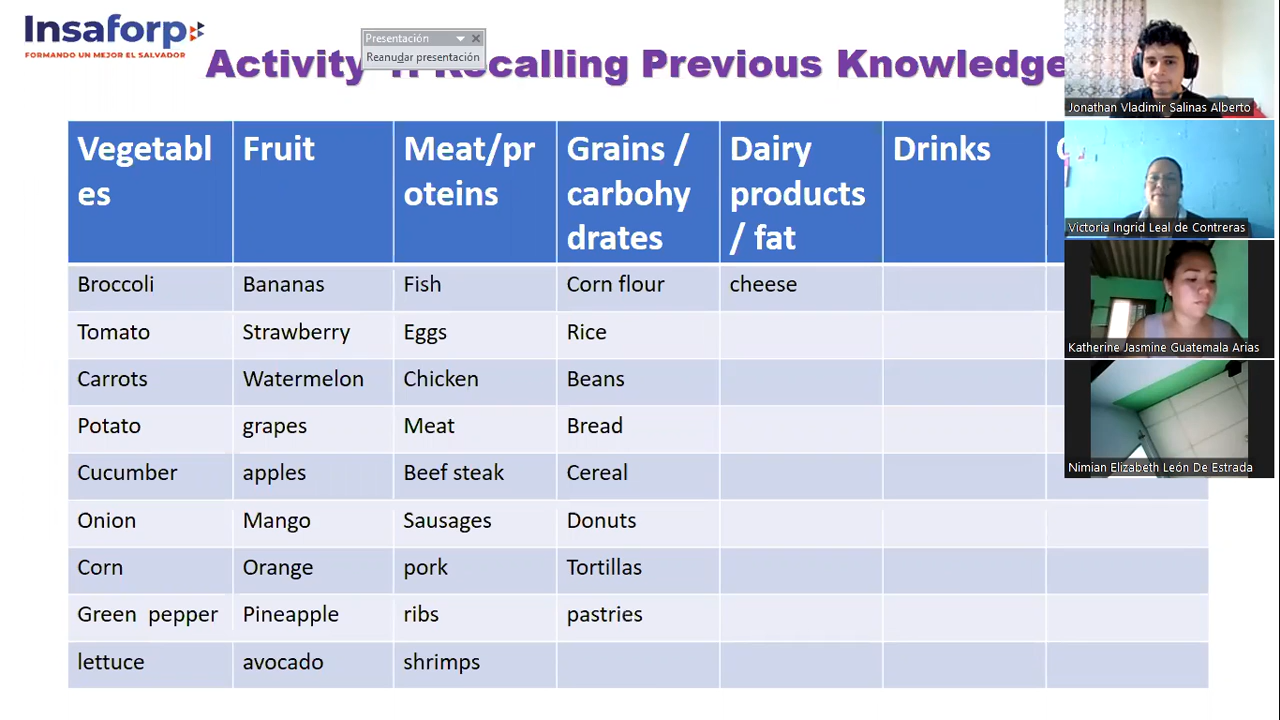 Insaforp
FORMANDO UN MEJOR EL SALVADOR
Presentación
Reanudar presentación
Activity Recalling Previous Knowledge
Vegetabl
es
Fruit
Meat/pr
oteins
Grains /
carbohy
drates
Dairy
products
/ fat
Drinks
Broccoli Bananas Fish Corn flour cheese
Tomato Strawberry Eggs Rice
Carrots Watermelon Chicken Beans
Potato grapes Meat Bread
Cucumber apples Beef steak Cereal
Onion Mango Sausages Donuts
Corn Orange pork Tortillas
Green pepper Pineapple ribs pastries
lettuce avocado shrimps
Jonathan Vladimir Salinas Alberto
Victoria Ingrid Leal de Contreras
Katherine Jasmine Guatemala Arias
Nimian Elizabeth León De Estrada